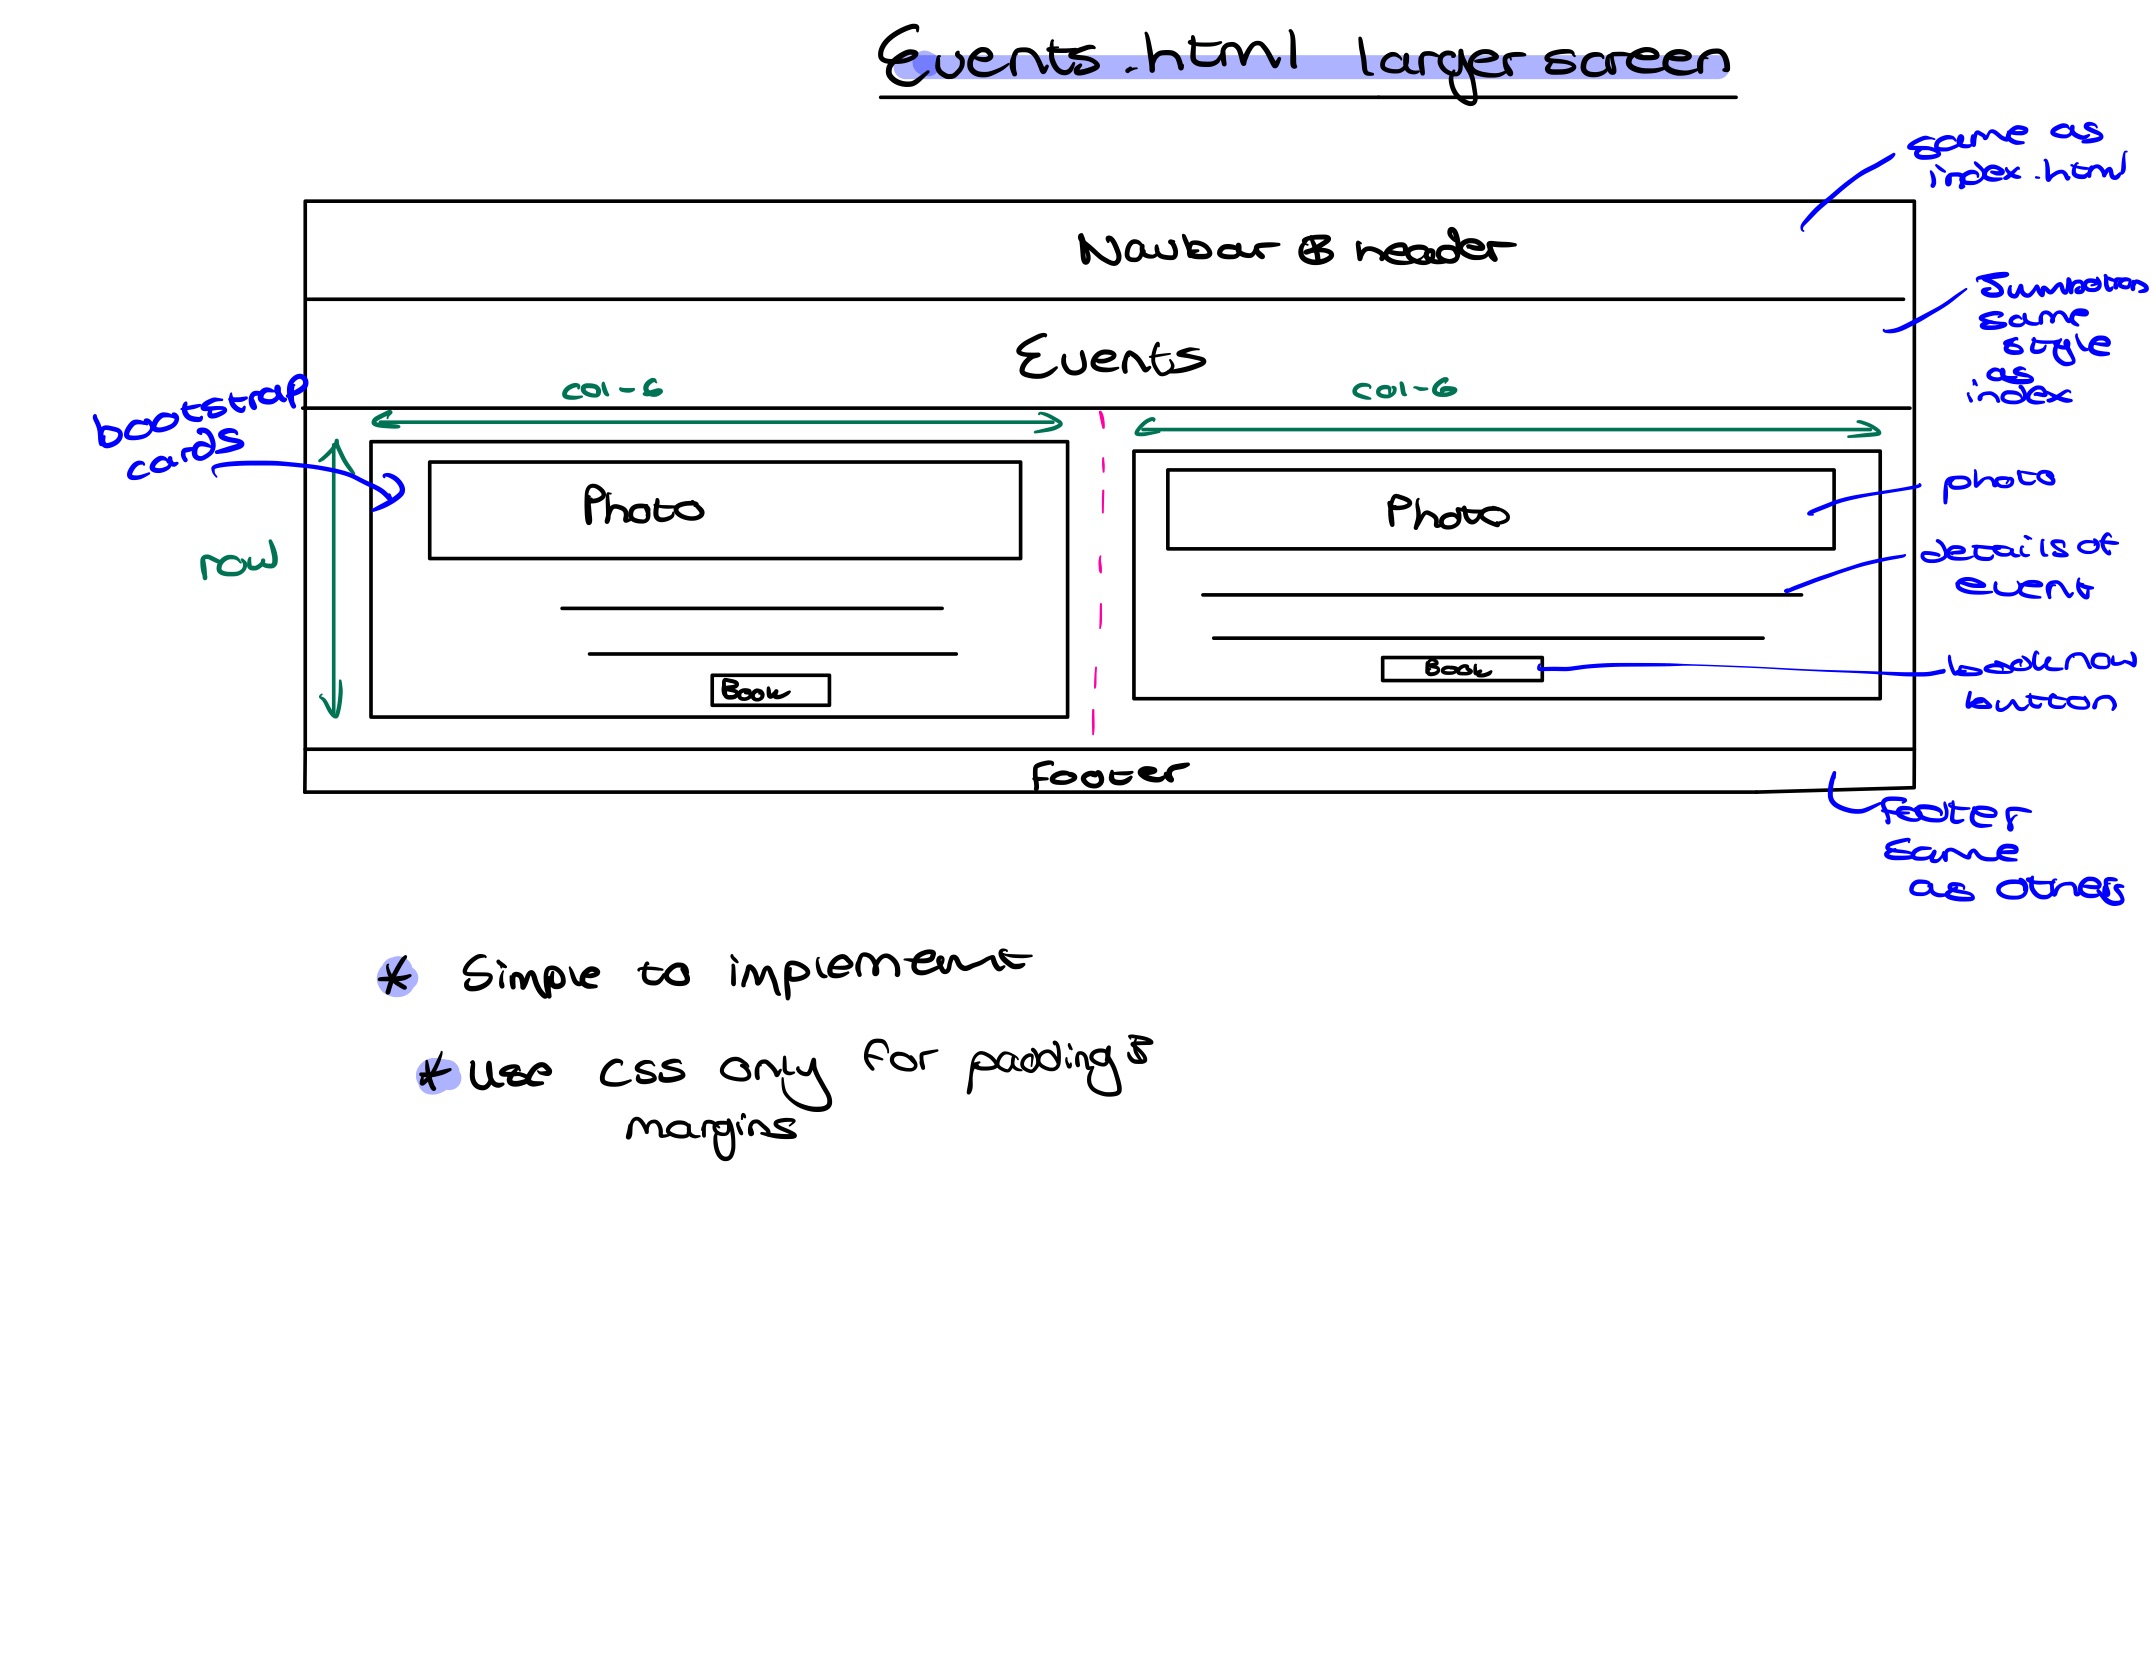 Events.html larger screen
same as
index.html
Navbar & header
Jumbotron
same
style
as
index
Events
col-6
col-6
bootstrap
cards
row
Photo
Photo
photo
details of
event
Book
Book
book now
button
Footer
footer
same
as others
* Simple to implement
* Use css only for padding &
margins